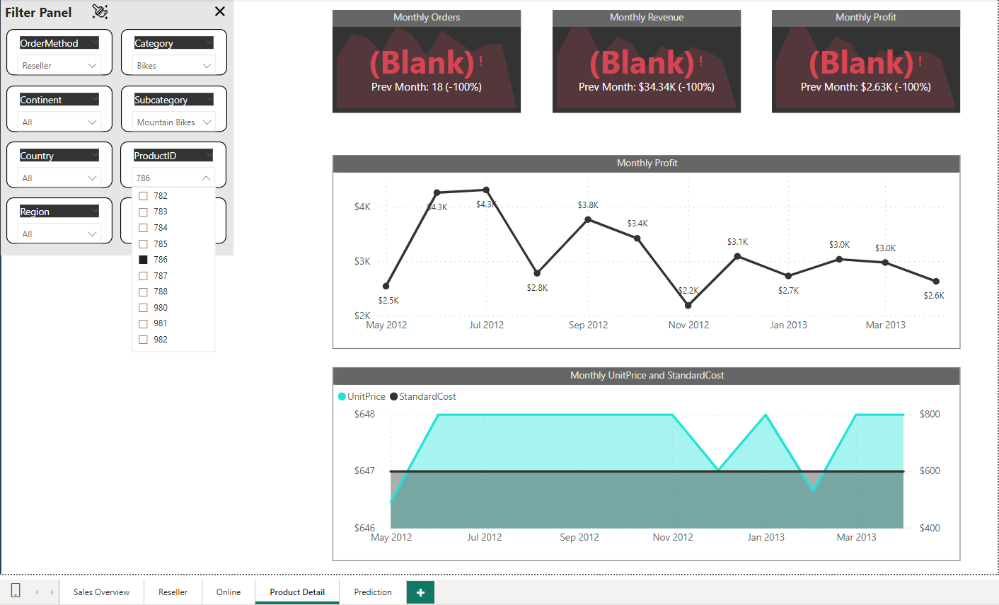 Filter Panel
OrderMethod
Reseller
Category
Bikes
Continent
All
Subcategory
Mountain Bikes
Country
All
ProductID
786
782
783
784
785
786
787
788
980
981
982
Region
All
Monthly Orders
(Blank) !
Prev Month: 18 (-100%)
Monthly Revenue
(Blank) !
Prev Month: $34.34K (-100%)
Monthly Profit
(Blank) !
Prev Month: $2.63K (-100%)
Monthly Profit
$4K
$3K
$2K
$2.5K
$4.3K
$4.3K
$2.8K
$3.8K
$3.4K
$2.2K
$3.1K
$2.7K
$3.0K
$3.0K
$2.6K
May 2012 Jul 2012 Sep 2012 Nov 2012 Jan 2013 Mar 2013
Monthly UnitPrice and StandardCost
UnitPrice StandardCost
$648 $800
$647 $600
$646 $400
May 2012 Jul 2012 Sep 2012 Nov 2012 Jan 2013 Mar 2013
Sales Overview Reseller Online Product Detail Prediction +